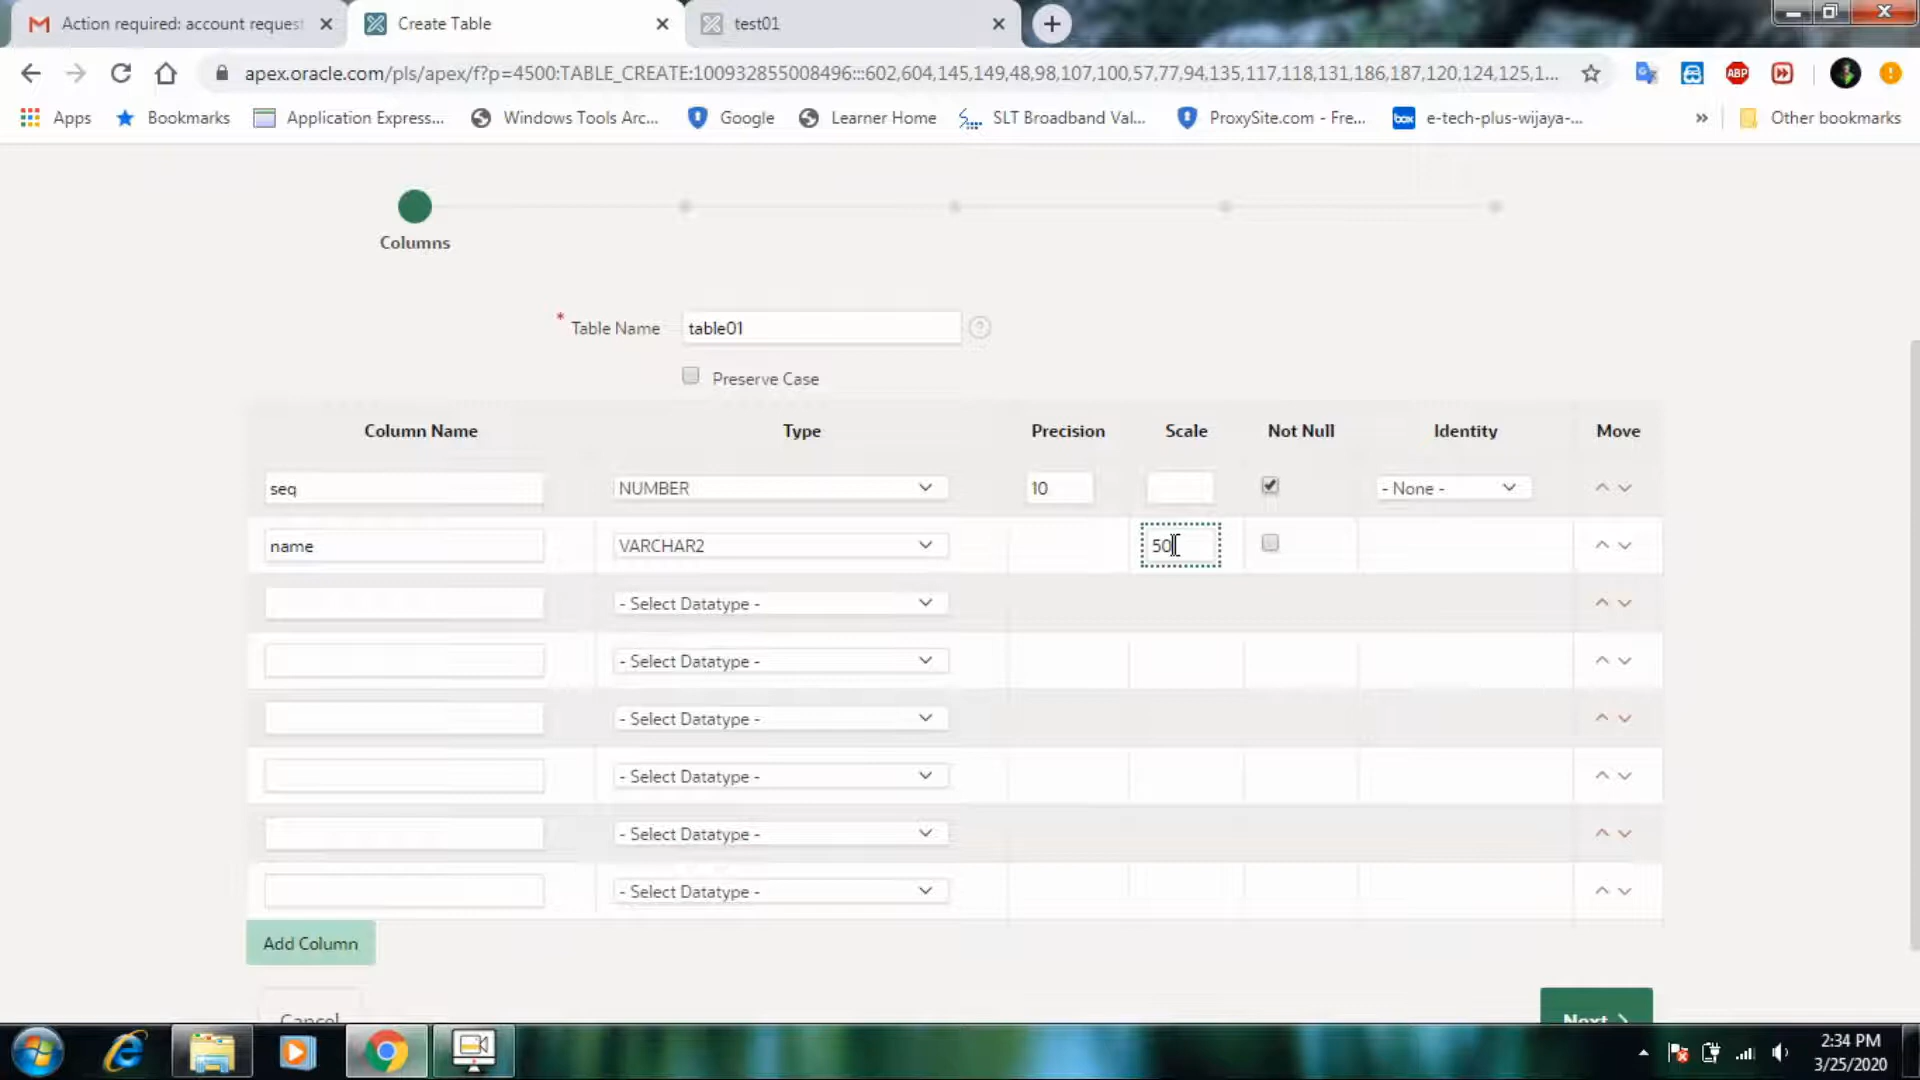 Action required: account request
Create Table
test01
apex.oracle.com/pls/apex/f?p=4500:TABLE_CREATE:100932855008496:::602,604,145,149,48,98,107,100,57,77,94,135,117,118,131,186,187,120,124,125,1...
ABP
Apps
Bookmarks
Application Express...
Windows Tools Arc...
Google
Learner Home
SLT Broadband Val...
ProxySite.com - Fre...
box
e-tech-plus-wijaya-...
Other bookmarks
Columns
* Table Name table01
Preserve Case
Column Name Type Precision Scale Not Null Identity Move
seq NUMBER 10 - None -
name VARCHAR2 50
- Select Datatype -
- Select Datatype -
- Select Datatype -
- Select Datatype -
- Select Datatype -
- Select Datatype -
Add Column
Cancel
Next
2:34 PM
3/25/2020